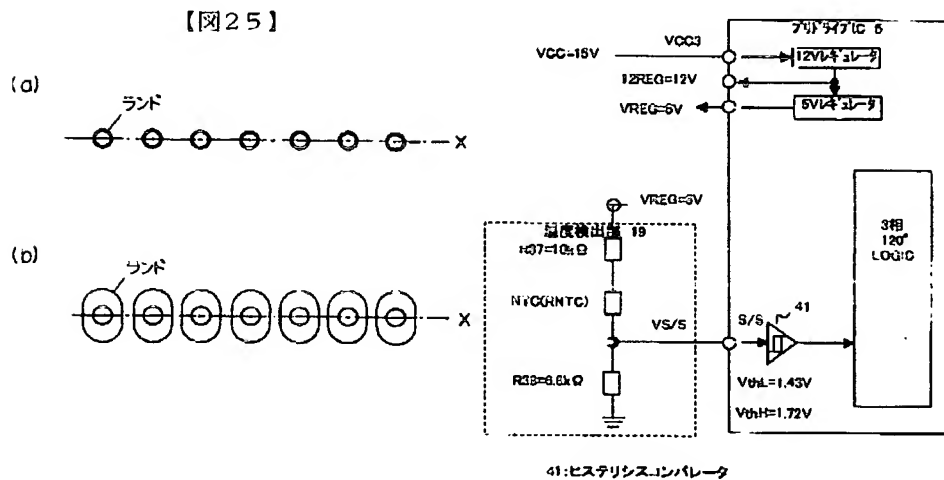 【図25】
(a)
ランド
X
(b)
ランド
X
プリドライブIC 5
VCC=15V
VCC3
12Vレギュレータ
12REG=12V
VREG=5V
5Vレギュレータ
VREG=5V
温度検出部 19
R37=10kΩ
NTC(RNTC)
VS/S
S/S
41
R38=6.8kΩ
VthL=1.43V
VthH=1.72V
3相
120°
LOGIC
41:ヒステリシスコンパレータ